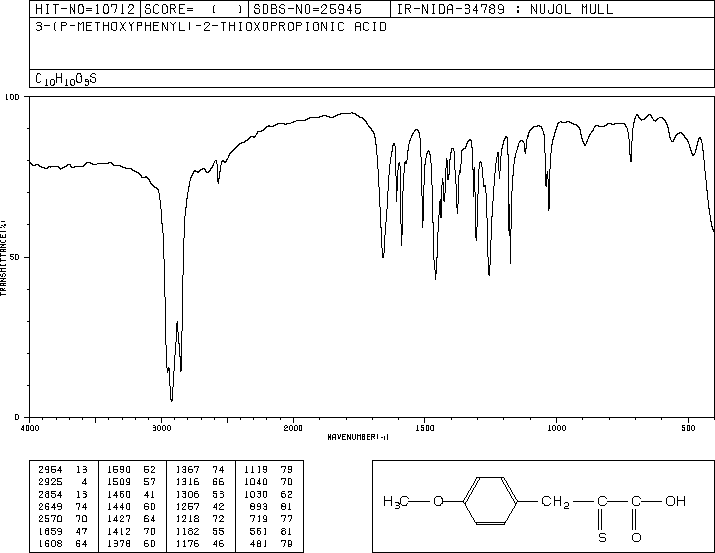 HIT-NO=10712 SCORE= ( ) SDBS-NO=25945 IR-NIDA-34789 : NUJOL MULL
3-(P-METHOXYPHENYL)-2-THIOXOPROPIONIC ACID
C10H10O3S
100
50
0
TRANSMITTANCE(%)
4000 3000 2000 1500 1000 500
WAVENUMBER(-1)
2954 13 1590 52 1367 74 1119 79
2925 4 1509 57 1316 66 1040 70
2854 13 1460 41 1306 53 1030 62
2649 74 1440 60 1257 42 893 81
2570 70 1427 64 1218 72 719 77
1659 47 1412 70 1182 55 561 81
1608 64 1378 60 1176 46 481 79
H3C O CH2 C C OH
S O